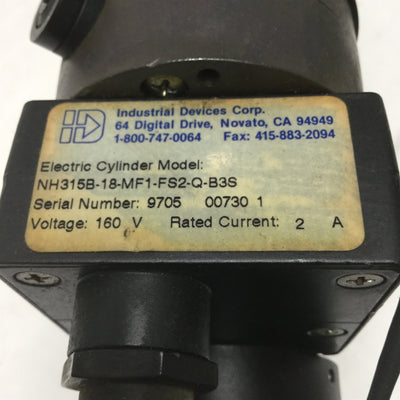 Industrial Devices Corp.
64 Digital Drive, Novato, CA 94949
1-800-747-0064 Fax: 415-883-2094
Electric Cylinder Model:
NH315B-18-MF1-FS2-Q-B3S
Serial Number: 9705 00730 1
Voltage: 160 V Rated Current: 2 A